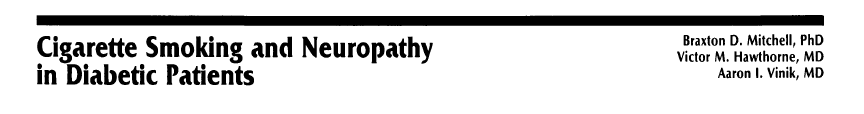 Cigarette Smoking and Neuropathy
in Diabetic Patients
Braxton D. Mitchell, PhD
Victor M. Hawthorne, MD
Aaron I. Vinik, MD